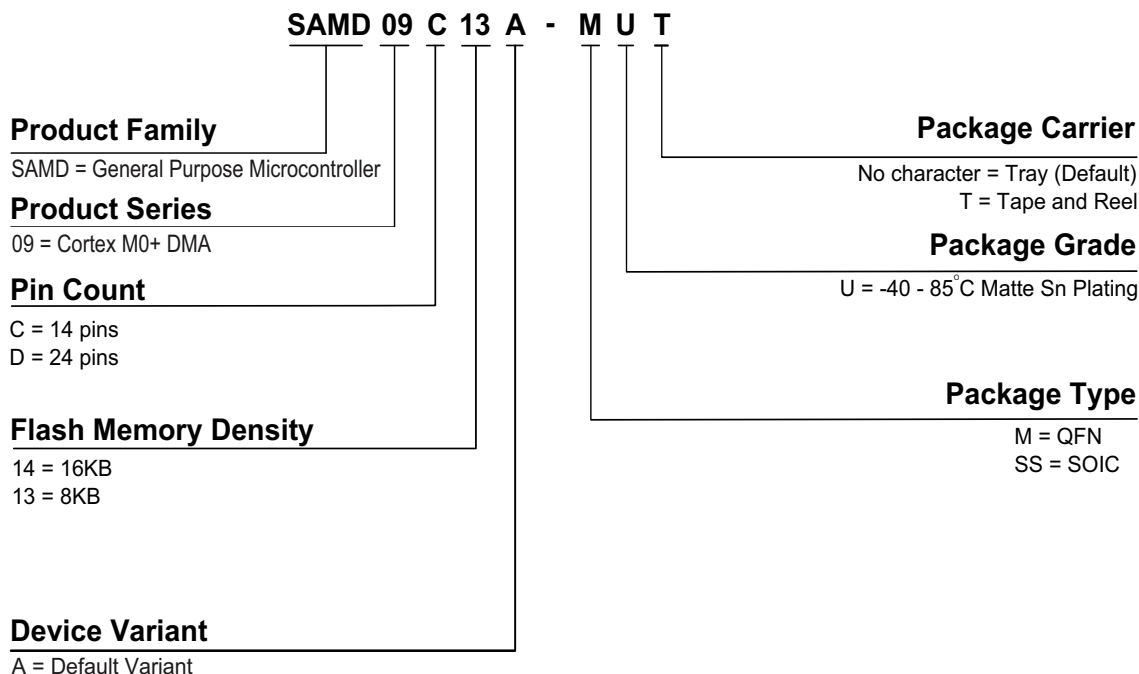 SAMD 09 C 13 A - M U T
Product Family
SAMD = General Purpose Microcontroller
Product Series
09 = Cortex M0+ DMA
Pin Count
C = 14 pins
D = 24 pins
Flash Memory Density
14 = 16KB
13 = 8KB
Device Variant
A = Default Variant
Package Carrier
No character = Tray (Default)
T = Tape and Reel
Package Grade
U = -40 - 85°C Matte Sn Plating
Package Type
M = QFN
SS = SOIC